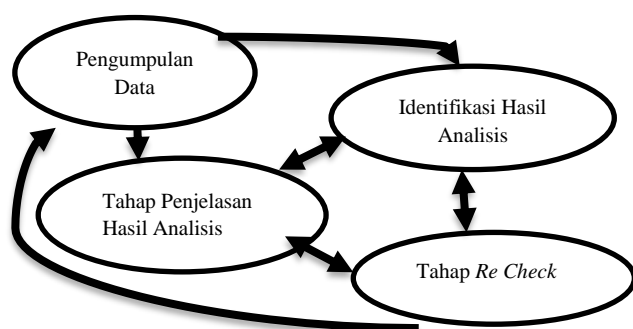 Pengumpulan
Data
Identifikasi Hasil
Analisis
Tahap Penjelasan
Hasil Analisis
Tahap Re Check